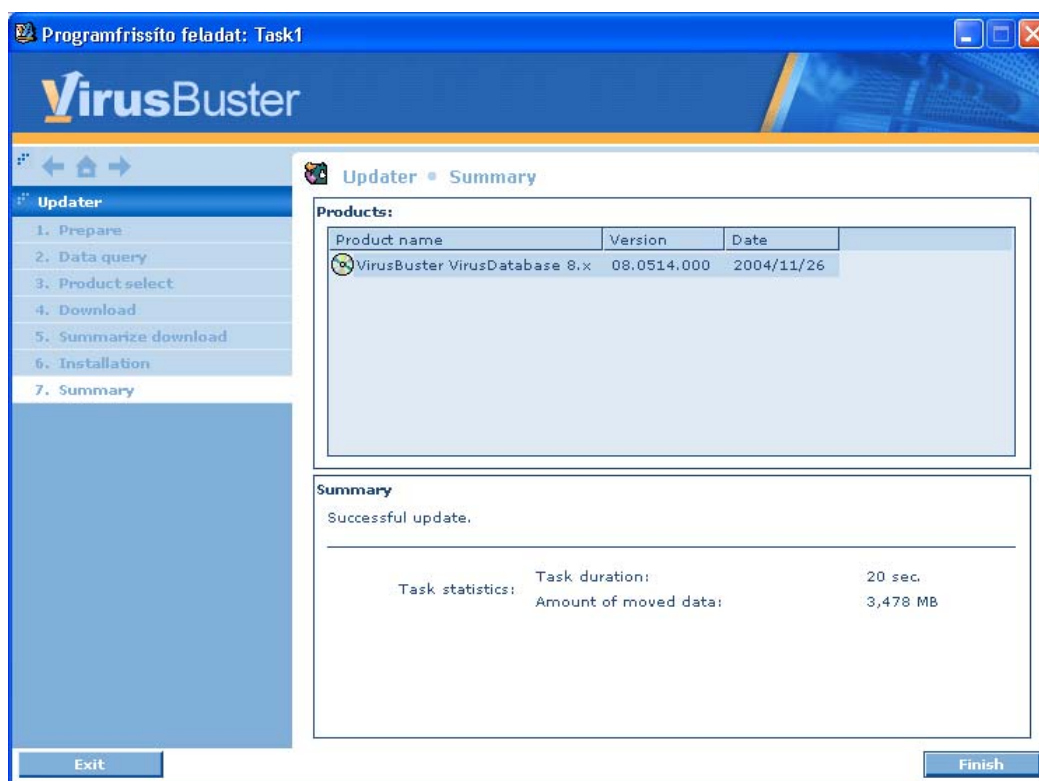 Programfrissíto feladat: Task1
VirusBuster
Updater
1. Prepare
2. Data query
3. Product select
4. Download
5. Summarize download
6. Installation
7. Summary
Updater • Summary
Products:
Product name Version Date
VirusBuster VirusDatabase 8.x 08.0514.000 2004/11/26
Summary
Successful update.
Task statistics:
Task duration: 20 sec.
Amount of moved data: 3,478 MB
Exit
Finish